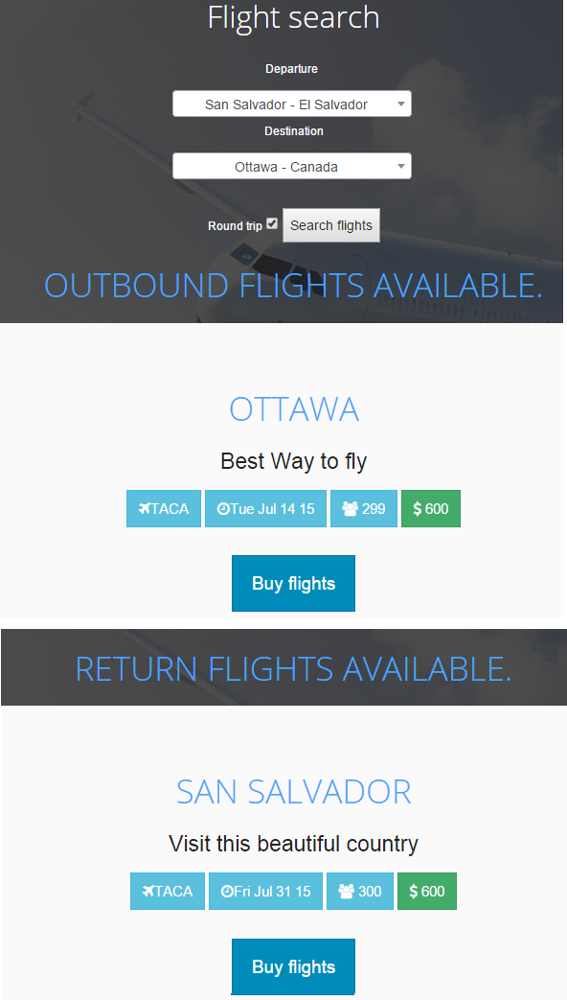 Flight search
Departure
San Salvador - El Salvador
Destination
Ottawa - Canada
Round trip Search flights
OUTBOUND FLIGHTS AVAILABLE.
OTTAWA
Best Way to fly
TACA Tue Jul 14 15 299 $ 600
Buy flights
RETURN FLIGHTS AVAILABLE.
SAN SALVADOR
Visit this beautiful country
TACA Fri Jul 31 15 300 $ 600
Buy flights